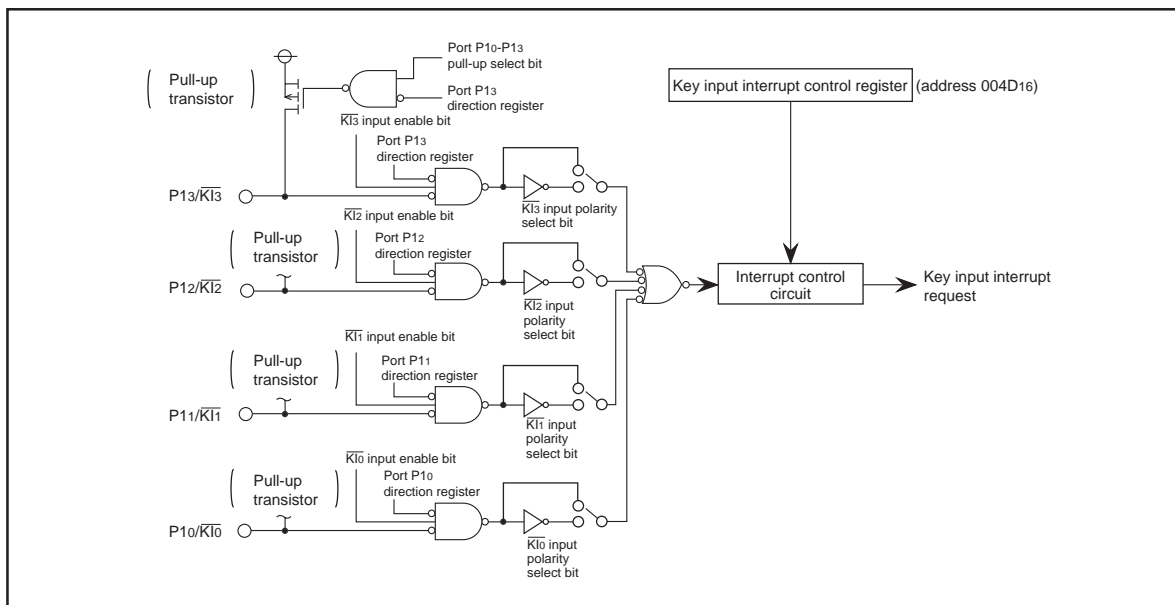 Port P10-P13
pull-up select bit
Pull-up
transistor
Port P13
direction register
Key input interrupt control register (address 004D16)
KI3 input enable bit
Port P13
direction register
P13/KI3
KI3 input polarity
select bit
KI2 input enable bit
Pull-up
transistor
Port P12
direction register
P12/KI2
KI2 input
polarity
select bit
Interrupt control
circuit
Key input interrupt
request
KI1 input enable bit
Pull-up
transistor
Port P11
direction register
P11/KI1
KI1 input
polarity
select bit
KI0 input enable bit
Pull-up
transistor
Port P10
direction register
P10/KI0
KI0 input
polarity
select bit